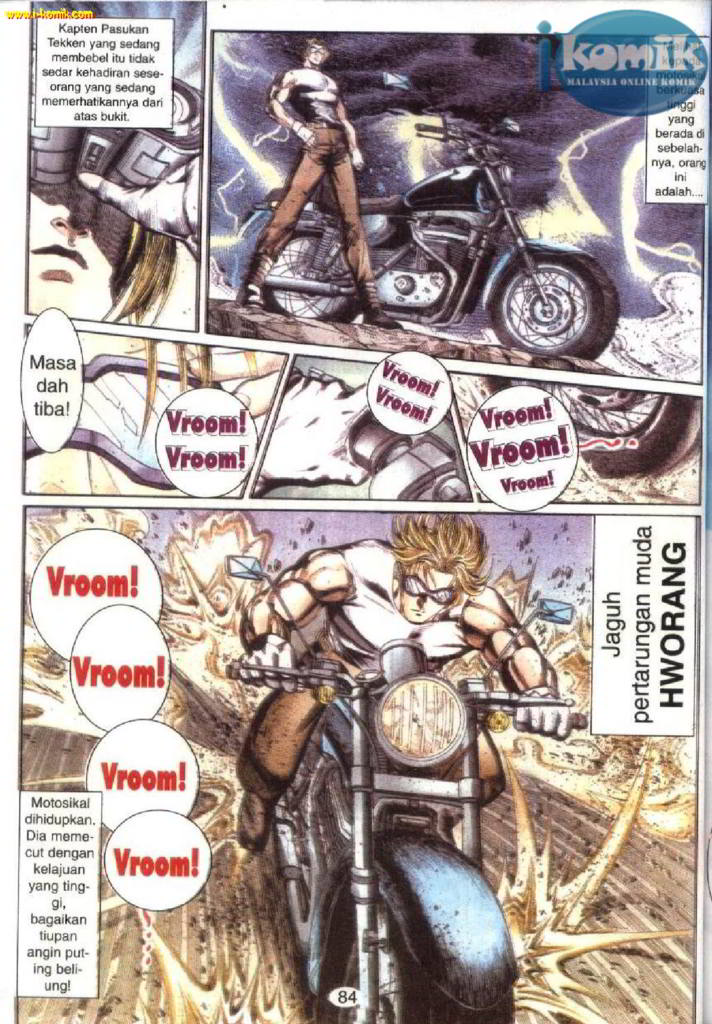 www.i-komik.com
Kapten Pasukan
Tekken yang sedang
membebel itu tidak
sedar kehadiran sese-
orang yang sedang
memerhatikannya dari
atas bukit.
ikomik
MALAYSIA ONLINE KOMIK
tinggi
yang
berada di
sebelah-
nya, orang
ini
adalah....
Masa
dah
tiba!
Vroom!
Vroom!
Vroom!
Vroom!
Vroom!
Vroom!
Vroom!
Jaguh
pertarungan muda
HWORANG
Vroom!
Vroom!
Vroom!
Vroom!
Motosikal
dihidupkan.
Dia meme-
cut dengan
kelajuan
yang ting-
gi,
bagaikan
tiupan
angin put-
ing beli-
ung!
84